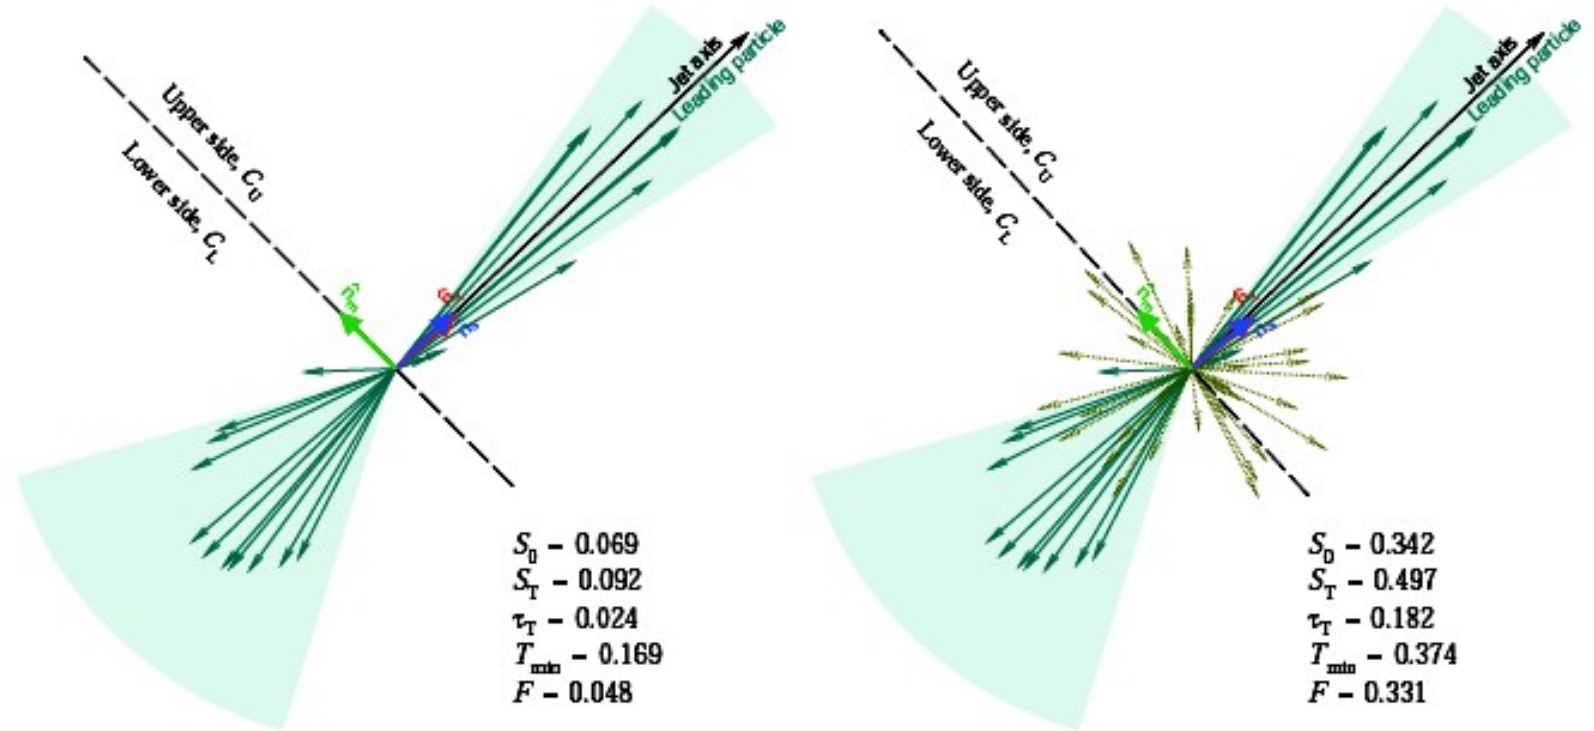 Upper side, C_U
Lower side, C_L
Jet axis
Leading particle
n̂_m
S_0 – 0.069
S_T – 0.092
τ_T – 0.024
T_min – 0.169
F – 0.048
Upper side, C_U
Lower side, C_L
Jet axis
Leading particle
n̂_m
S_0 – 0.342
S_T – 0.497
τ_T – 0.182
T_min – 0.374
F – 0.331